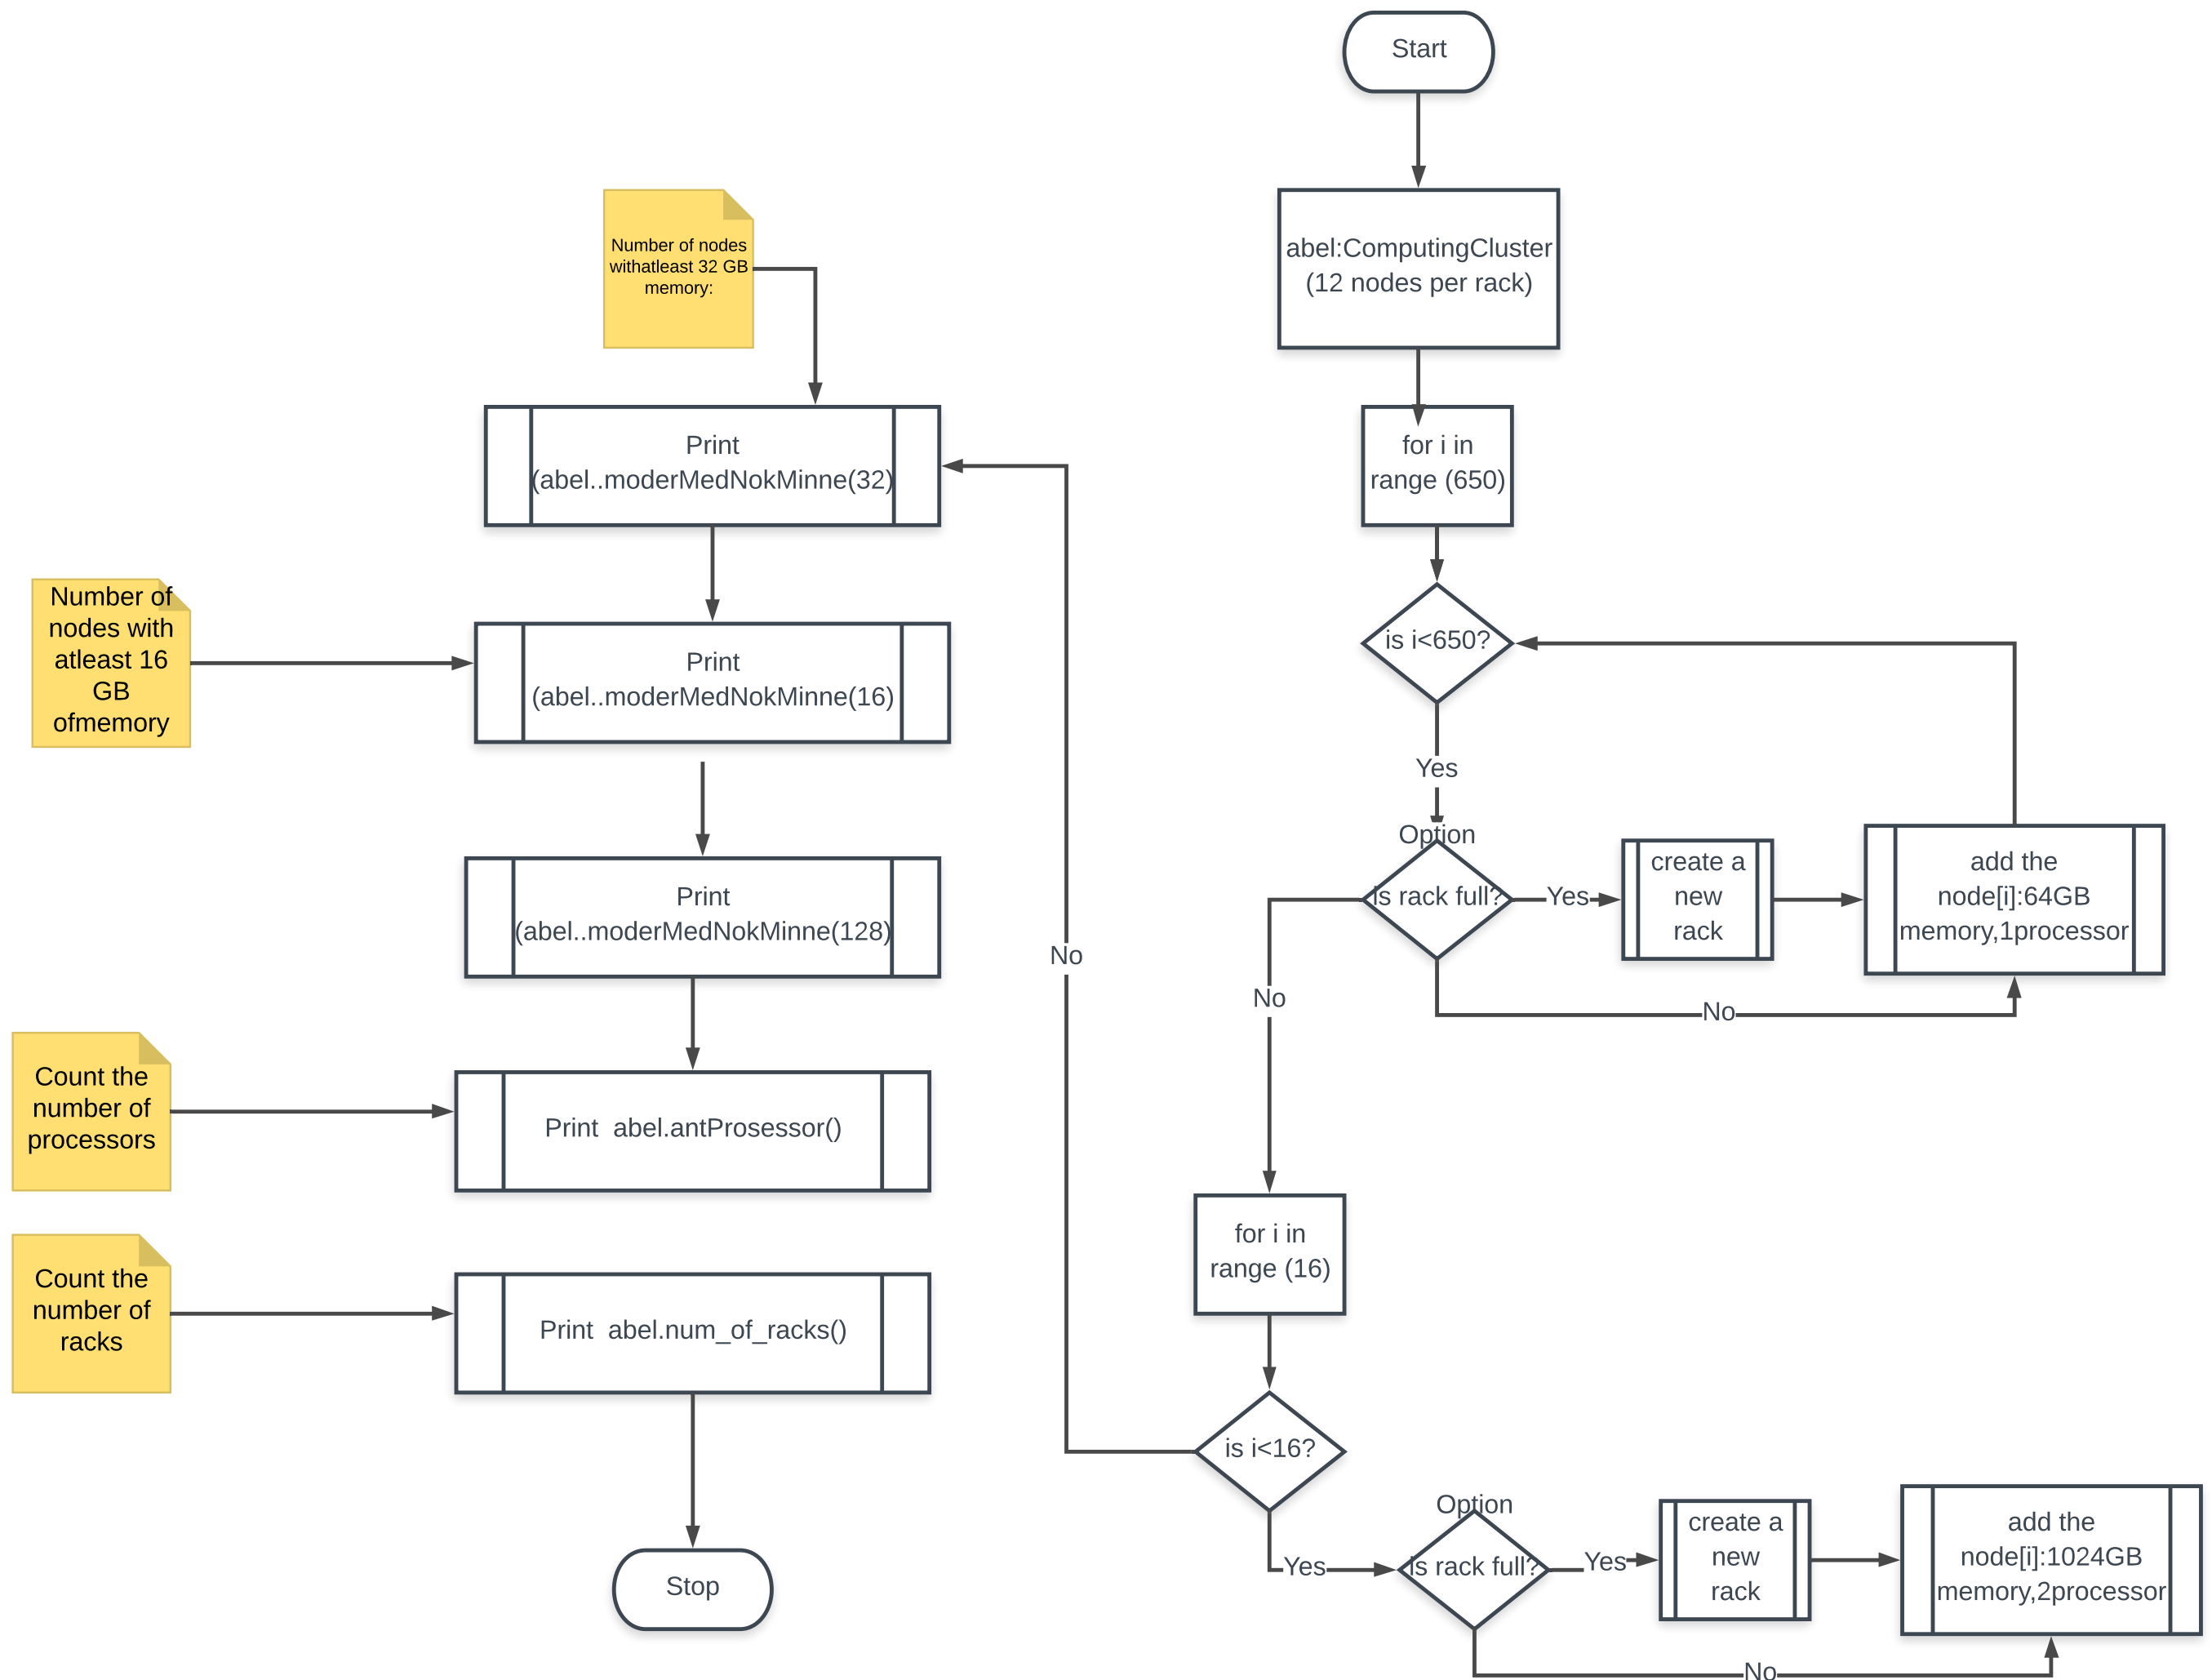 Start
abel:ComputingCluster
(12 nodes per rack)
for i in
range (650)
is i<650?
Yes
Option
is rack full?
Yes
create a
new
rack
add the
node[i]:64GB
memory,1processor
No
No
for i in
range (16)
is i<16?
No
Yes
Option
is rack full?
Yes
create a
new
rack
add the
node[i]:1024GB
memory,2processor
No
Number of nodes
withatleast 32 GB
memory:
Print
(abel..moderMedNokMinne(32)
Number of
nodes with
atleast 16
GB
ofmemory
Print
(abel..moderMedNokMinne(16)
Print
(abel..moderMedNokMinne(128)
Count the
number of
processors
Print  abel.antProsessor()
Count the
number of
racks
Print  abel.num_of_racks()
Stop